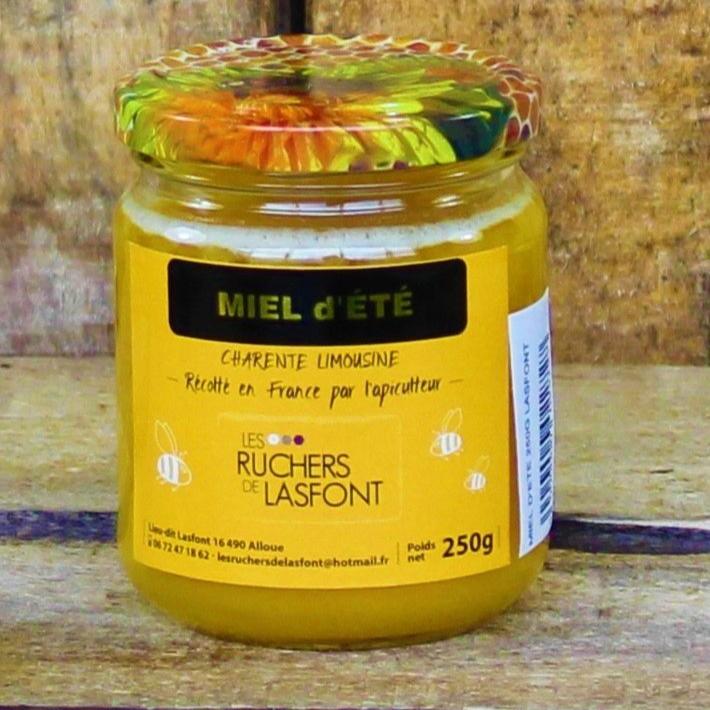 MIEL d'ÉTÉ
CHARENTE LIMOUSINE
Récolté en France par l'apiculteur
LES
RUCHERS
DE LASFONT
Lieu-dit Lasfont 16 490 Alloue
06 72 47 18 62 - lesruchersdelasfont@hotmail.fr
Poids net 250g
MIEL D'ETE 250G LASFONT